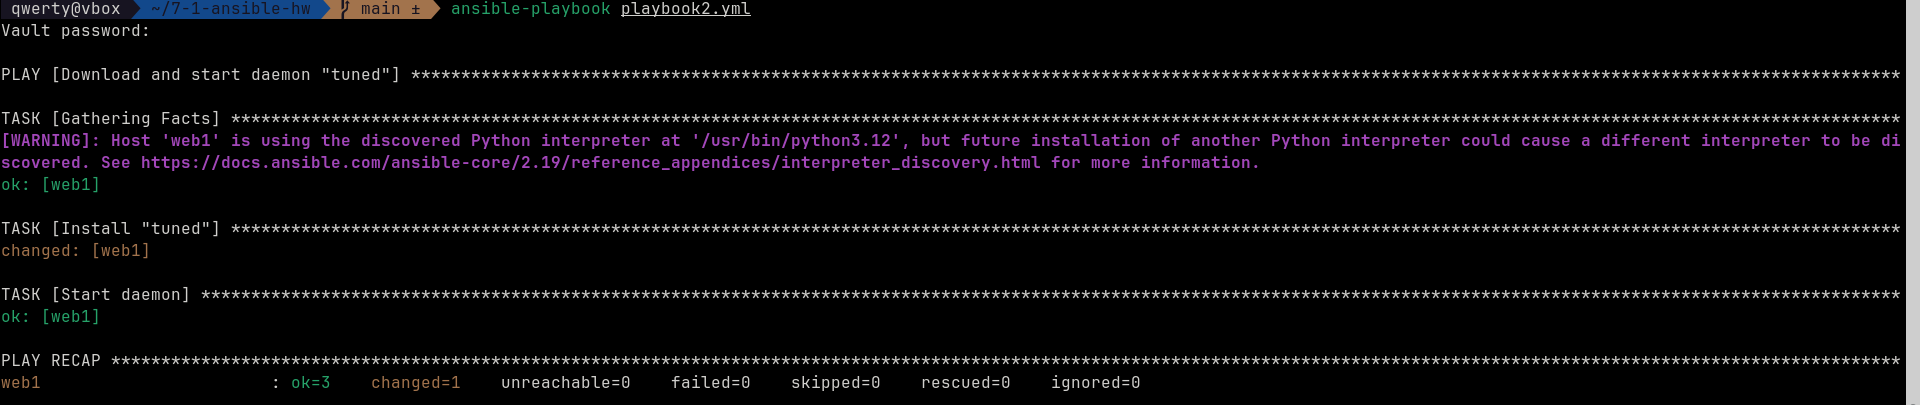 qwerty@vbox ~/7-1-ansible-hw main ± ansible-playbook playbook2.yml
Vault password:
PLAY [Download and start daemon "tuned"] *****************************************************************************************************************************************************
TASK [Gathering Facts] ***********************************************************************************************************************************************************************
[WARNING]: Host 'web1' is using the discovered Python interpreter at '/usr/bin/python3.12', but future installation of another Python interpreter could cause a different interpreter to be di
scovered. See https://docs.ansible.com/ansible-core/2.19/reference_appendices/interpreter_discovery.html for more information.
ok: [web1]
TASK [Install "tuned"] ***********************************************************************************************************************************************************************
changed: [web1]
TASK [Start daemon] **************************************************************************************************************************************************************************
ok: [web1]
PLAY RECAP ***********************************************************************************************************************************************************************************
web1 : ok=3 changed=1 unreachable=0 failed=0 skipped=0 rescued=0 ignored=0